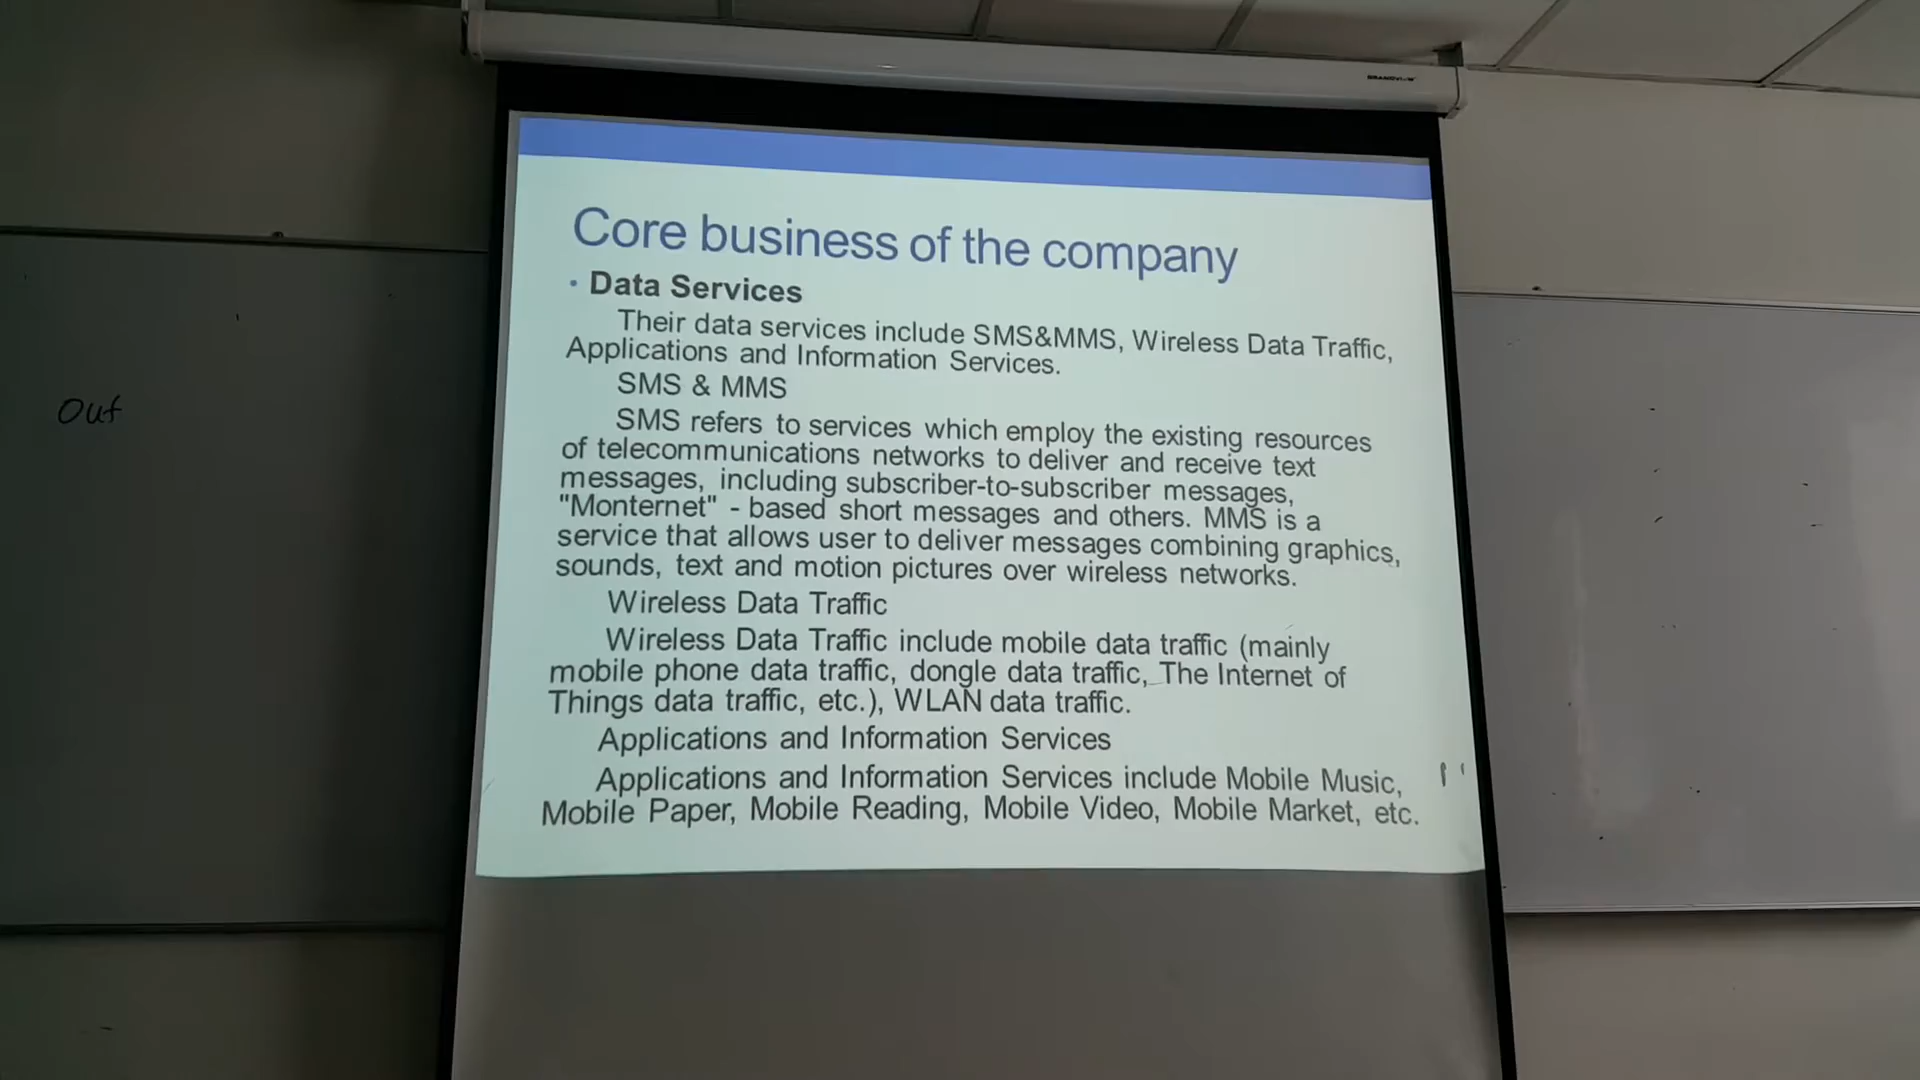 GRANDVIEW
Core business of the company
• Data Services
Their data services include SMS&MMS, Wireless Data Traffic,
Applications and Information Services.
SMS & MMS
SMS refers to services which employ the existing resources
of telecommunications networks to deliver and receive text
messages, including subscriber-to-subscriber messages,
"Monternet" - based short messages and others. MMS is a
service that allows user to deliver messages combining graphics,
sounds, text and motion pictures over wireless networks.
Wireless Data Traffic
Wireless Data Traffic include mobile data traffic (mainly
mobile phone data traffic, dongle data traffic, The Internet of
Things data traffic, etc.), WLAN data traffic.
Applications and Information Services
Applications and Information Services include Mobile Music,
Mobile Paper, Mobile Reading, Mobile Video, Mobile Market, etc.
Out